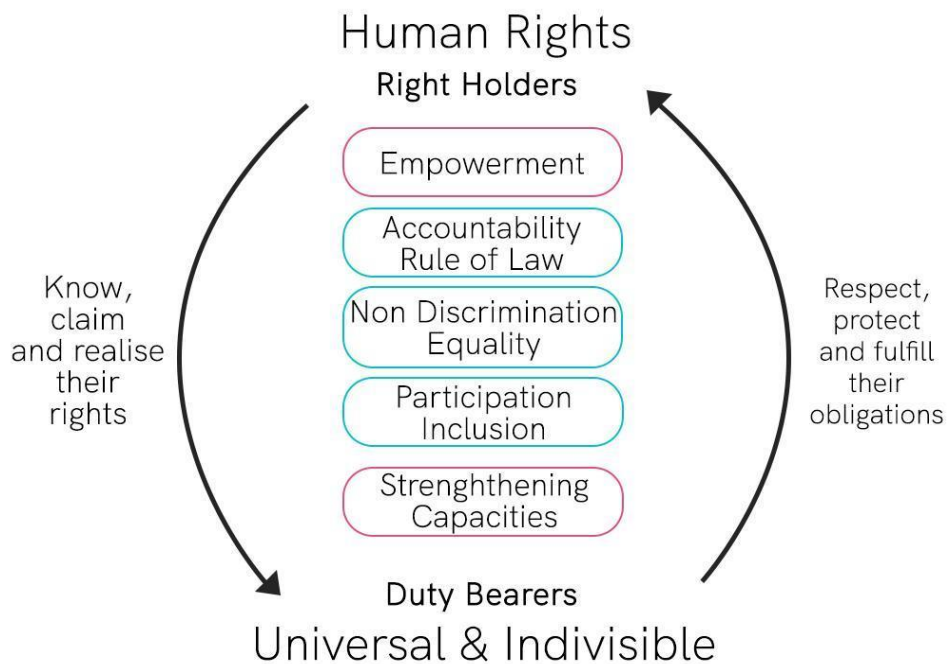 Human Rights
Right Holders
Empowerment
Accountability
Rule of Law
Non Discrimination
Equality
Participation
Inclusion
Strenghthening
Capacities
Know,
claim
and realise
their
rights
Respect,
protect
and fulfill
their
obligations
Duty Bearers
Universal & Indivisible